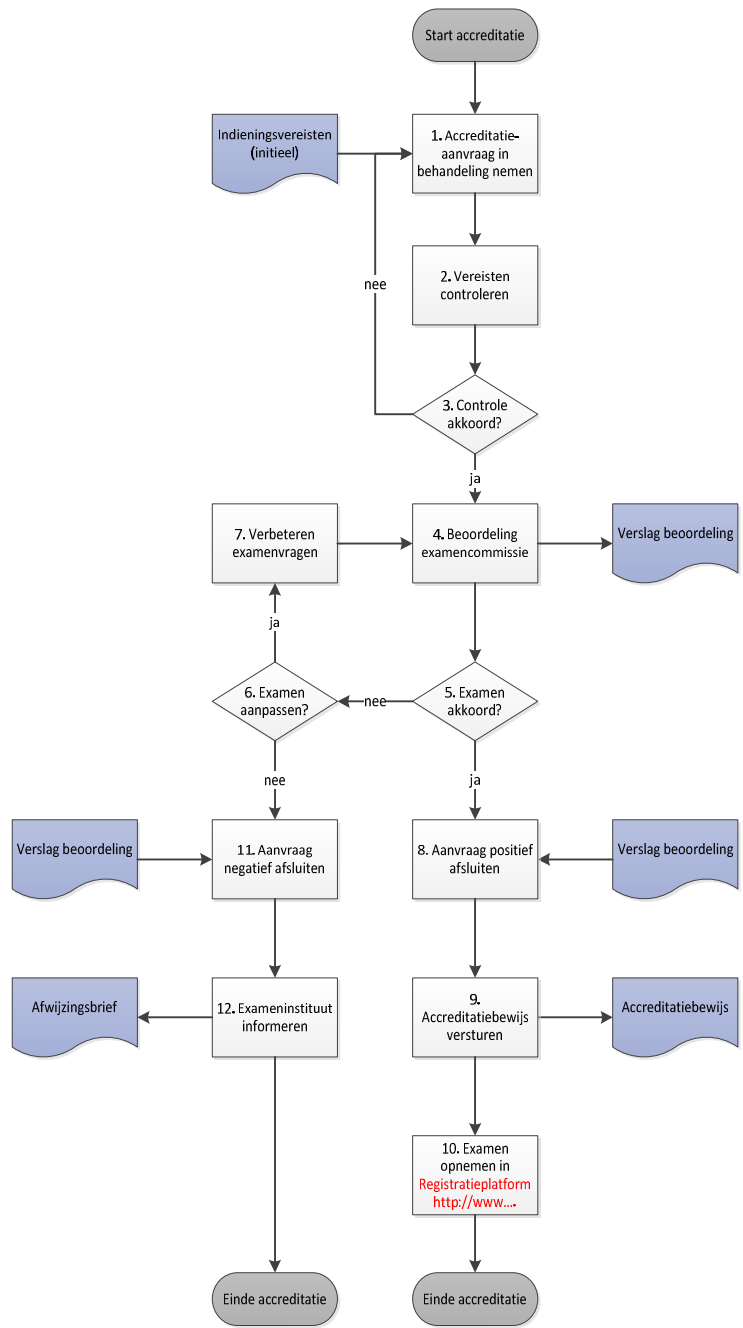 Start accreditatie
Indieningsvereisten
(initieel)
1. Accreditatie-
aanvraag in
behandeling nemen
nee
2. Vereisten
controleren
3. Controle
akkoord?
ja
7. Verbeteren
examenvragen
4. Beoordeling
examencommissie
Verslag beoordeling
ja
6. Examen
aanpassen?
nee
5. Examen
akkoord?
nee
ja
Verslag beoordeling
11. Aanvraag
negatief afsluiten
8. Aanvraag positief
afsluiten
Verslag beoordeling
Afwijzingsbrief
12. Exameninstituut
informeren
9.
Accreditatiebewijs
versturen
Accreditatiebewijs
10. Examen
opnemen in
Registratieplatform
http://www....
Einde accreditatie
Einde accreditatie